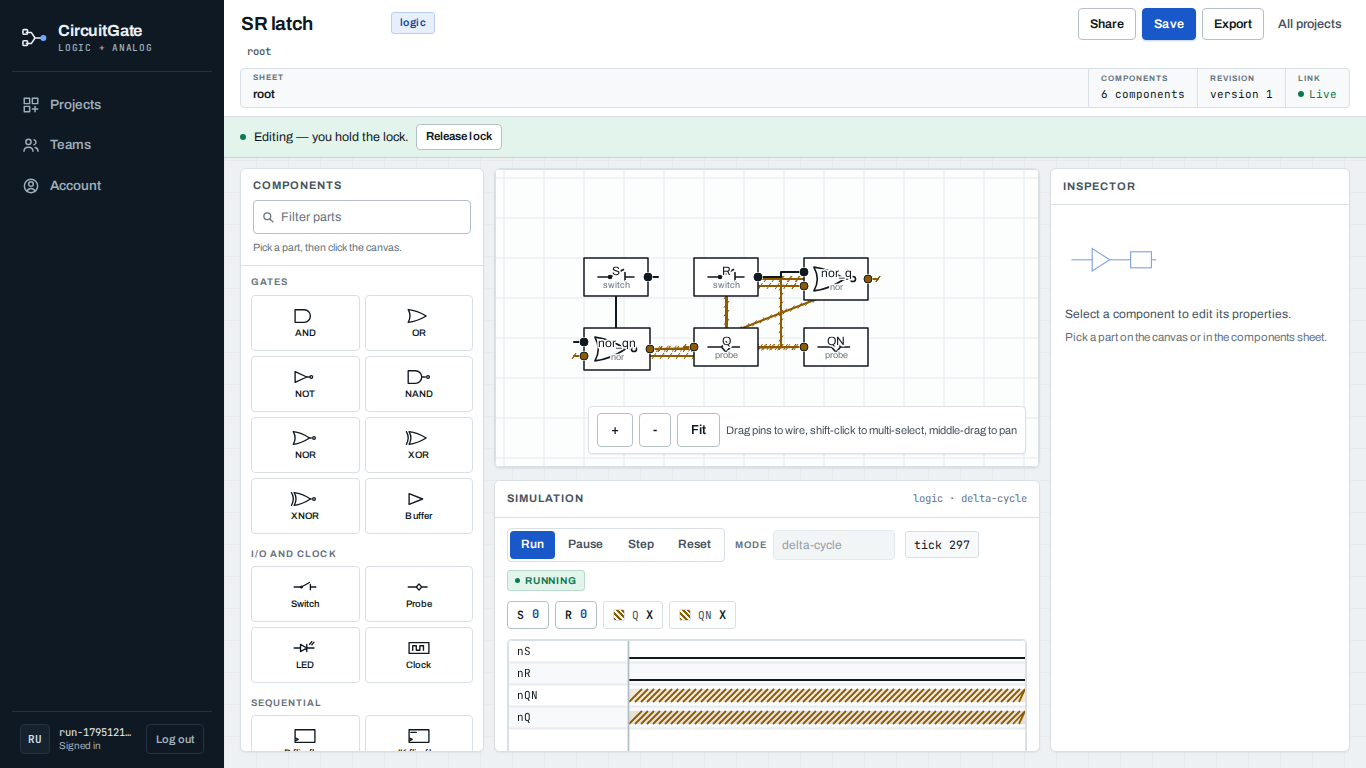 CircuitGate
LOGIC + ANALOG
Projects
Teams
Account
RU
run-1795121…
Signed in
Log out
SR latch
logic
Share
Save
Export
All projects
root
SHEET
root
COMPONENTS
6 components
REVISION
version 1
LINK
Live
Editing — you hold the lock.
Release lock
COMPONENTS
Filter parts
Pick a part, then click the canvas.
GATES
AND
OR
NOT
NAND
NOR
XOR
XNOR
Buffer
I/O AND CLOCK
Switch
Probe
LED
Clock
SEQUENTIAL
S
switch
R
switch
nor_q
nor
nor_qn
nor
Q
probe
QN
probe
+
-
Fit
Drag pins to wire, shift-click to multi-select, middle-drag to pan
SIMULATION
logic · delta-cycle
Run
Pause
Step
Reset
MODE
delta-cycle
tick 297
RUNNING
S 0
R 0
Q X
QN X
nS
nR
nQN
nQ
INSPECTOR
Select a component to edit its properties.
Pick a part on the canvas or in the components sheet.